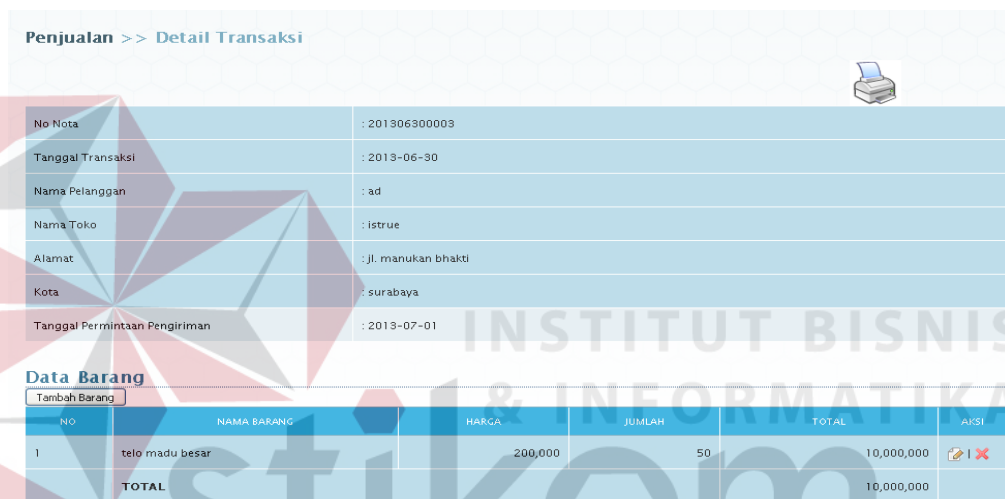 Penjualan >> Detail Transaksi
No Nota : 201306300003
Tanggal Transaksi : 2013-06-30
Nama Pelanggan : ad
Nama Toko : istrue
Alamat : jl. manukan bhakti
Kota : surabaya
Tanggal Permintaan Pengiriman : 2013-07-01
INSTITUT BISNIS
Data Barang
& INFORMATIKA
Tambah Barang
NO NAMA BARANG HARGA JUMLAH TOTAL AKSI
1 telo madu besar 200,000 50 10,000,000 |
stikom
TOTAL 10,000,000